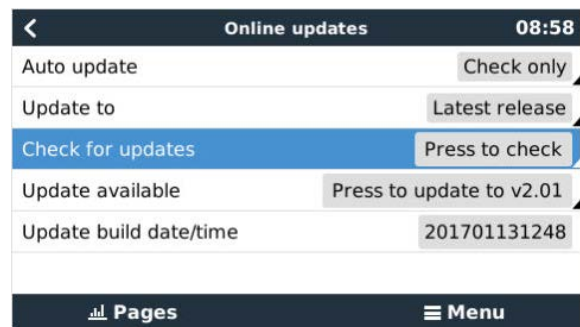 Online updates 08:58
Auto update Check only
Update to Latest release
Check for updates Press to check
Update available Press to update to v2.01
Update build date/time 201701131248
Pages Menu